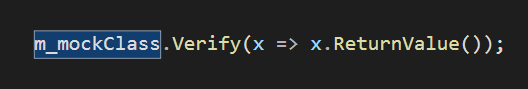 m_mockClass.Verify(x => x.ReturnValue());